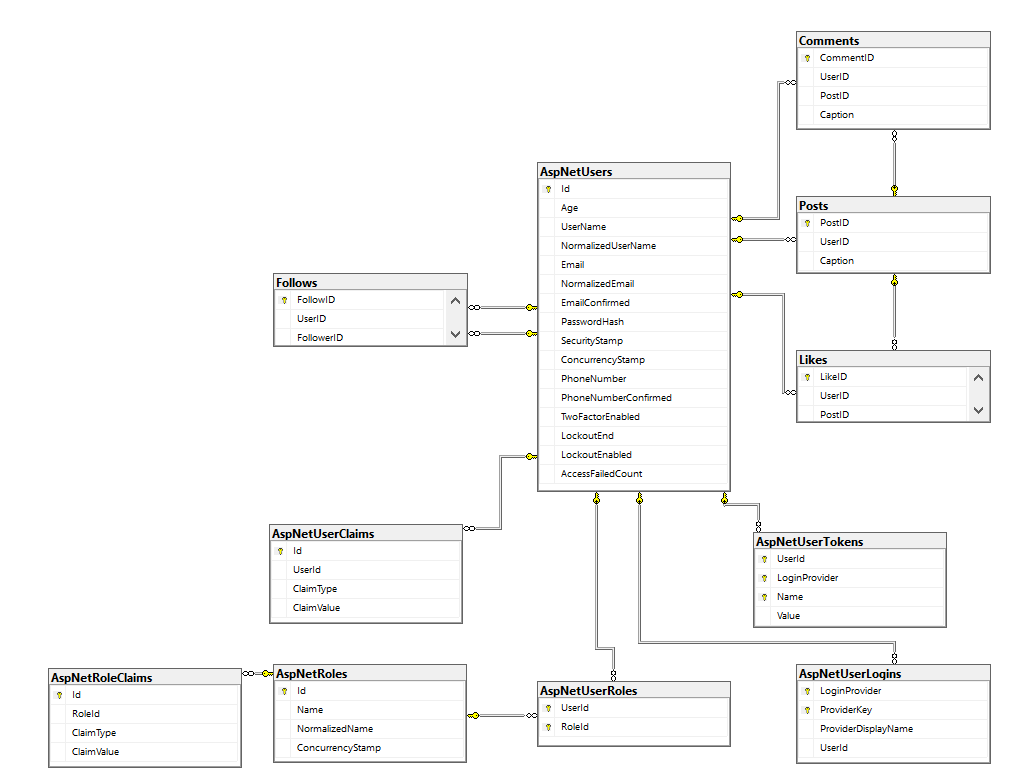 Comments
CommentID
UserID
PostID
Caption
AspNetUsers
Id
Age
UserName
NormalizedUserName
Email
NormalizedEmail
EmailConfirmed
PasswordHash
SecurityStamp
ConcurrencyStamp
PhoneNumber
PhoneNumberConfirmed
TwoFactorEnabled
LockoutEnd
LockoutEnabled
AccessFailedCount
Posts
PostID
UserID
Caption
Follows
FollowID
UserID
FollowerID
Likes
LikeID
UserID
PostID
AspNetUserClaims
Id
UserId
ClaimType
ClaimValue
AspNetUserTokens
UserId
LoginProvider
Name
Value
AspNetRoleClaims
Id
RoleId
ClaimType
ClaimValue
AspNetRoles
Id
Name
NormalizedName
ConcurrencyStamp
AspNetUserRoles
UserId
RoleId
AspNetUserLogins
LoginProvider
ProviderKey
ProviderDisplayName
UserId